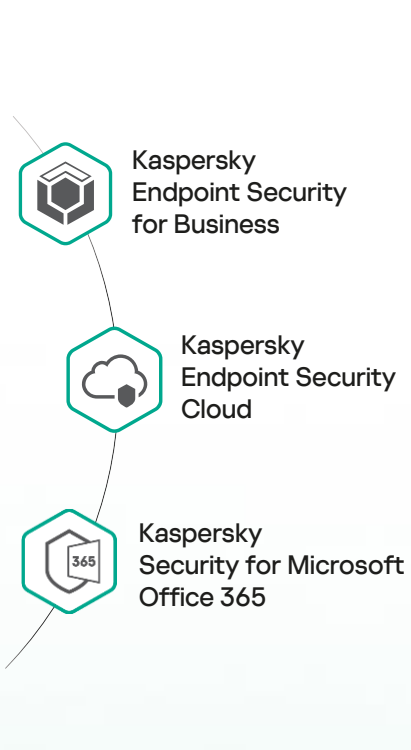 Kaspersky
Endpoint Security
for Business
Kaspersky
Endpoint Security
Cloud
365
Kaspersky
Security for Microsoft
Office 365